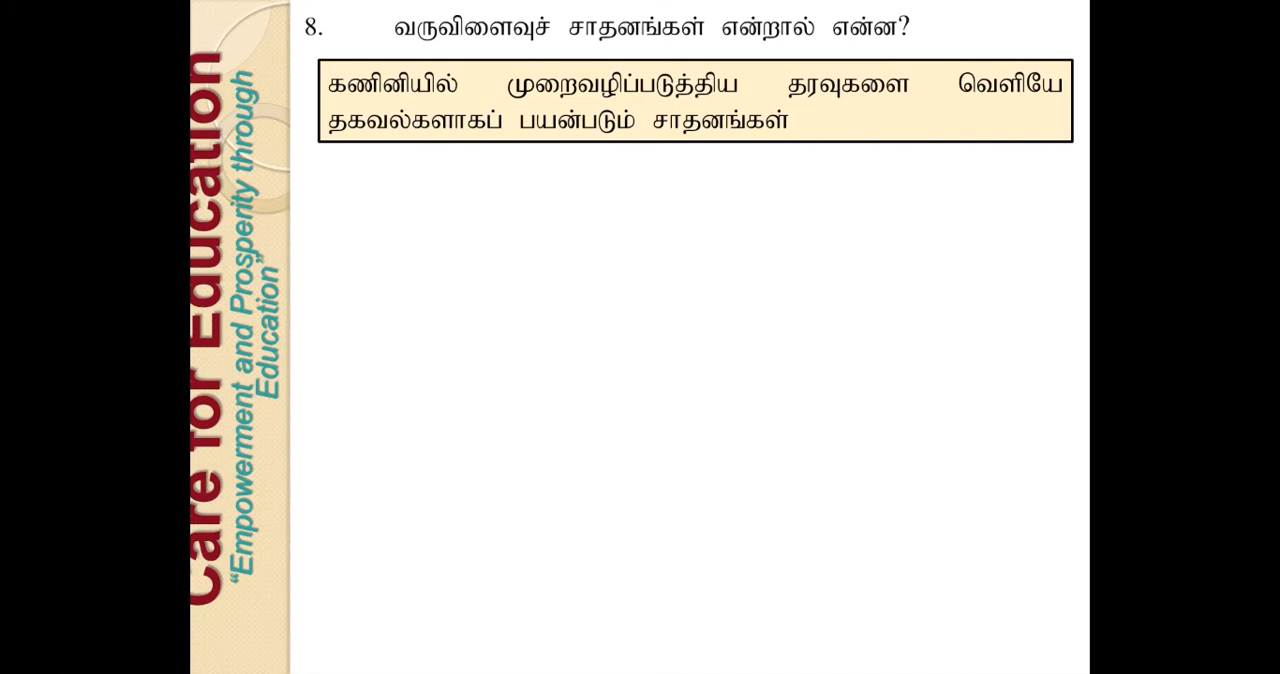 8. வருவிளைவுச் சாதனங்கள் என்றால் என்ன?
கணினியில் முறைவழிப்படுத்திய தரவுகளை வெளியே
தகவல்களாகப் பயன்படும் சாதனங்கள்
Care for Education
“Empowerment and Prosperity through
Education”